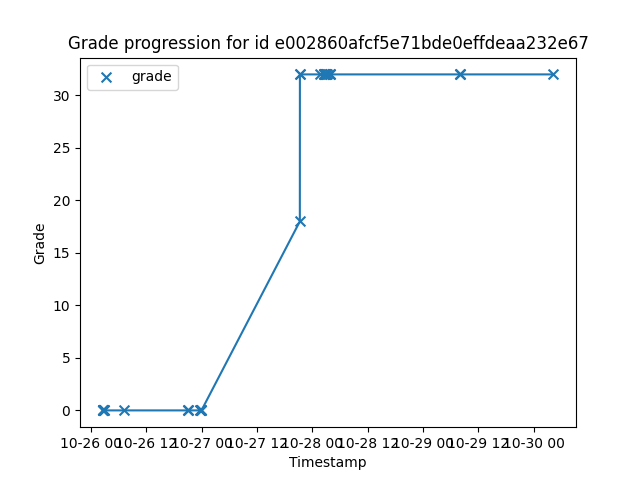 Grade progression for id e002860afcf5e71bde0effdeaa232e67
grade
30
25
20
15
10
5
0
Grade
10-26 00 10-26 12 10-27 00 10-27 12 10-28 00 10-28 12 10-29 00 10-29 12 10-30 00
Timestamp